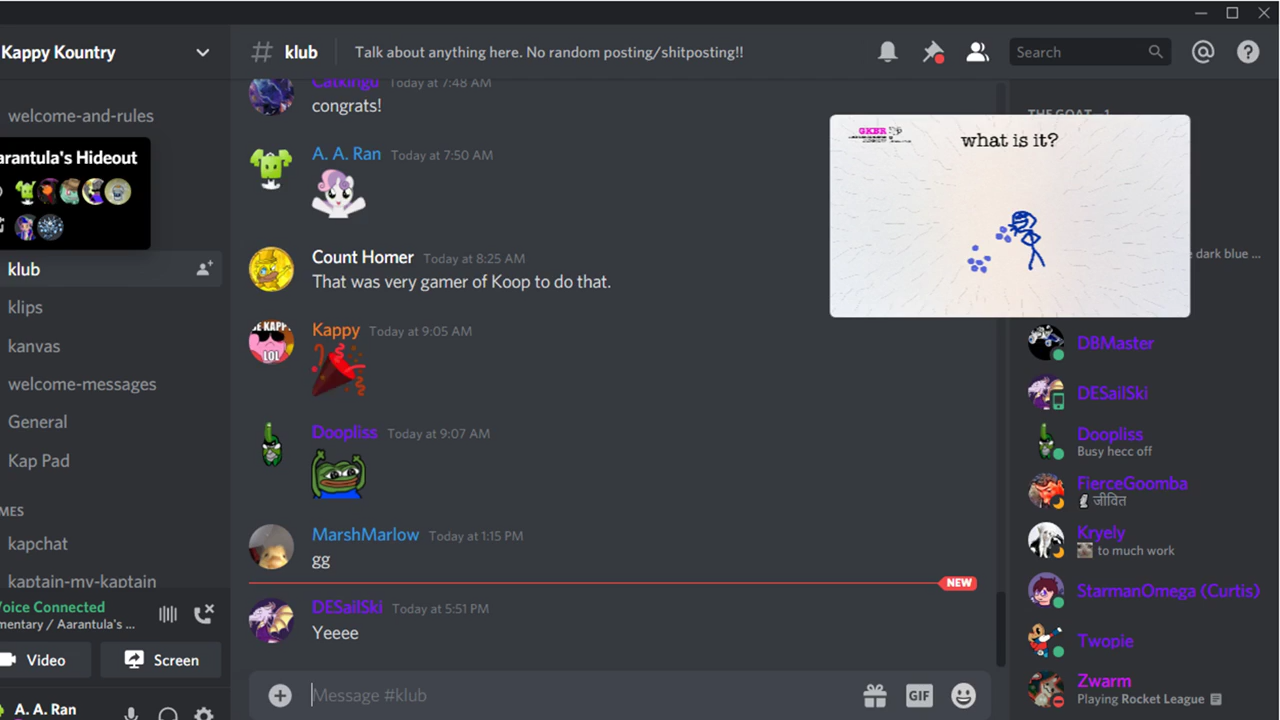 Kappy Kountry
# klub
Talk about anything here. No random posting/shitposting!!
Search
welcome-and-rules
arantula's Hideout
klub
klips
kanvas
welcome-messages
General
Kap Pad
MES
kapchat
kaptain-my-kaptain
Voice Connected
mentary / Aarantula's ...
Video
Screen
A. A. Ran
Catkingu Today at 7:48 AM
congrats!
A. A. Ran Today at 7:50 AM
Count Homer Today at 8:25 AM
That was very gamer of Koop to do that.
Kappy Today at 9:05 AM
LOL
Doopliss Today at 9:07 AM
MarshMarlow Today at 1:15 PM
gg
NEW
DESailSki Today at 5:51 PM
Yeeee
Message #klub
GIF
THE GOAT
GKBR
what is it?
e dark blue ...
DBMaster
DESailSki
Doopliss
Busy hecc off
FierceGoomba
जीवित
Kryely
to much work
StarmanOmega (Curtis)
Twopie
Zwarm
Playing Rocket League